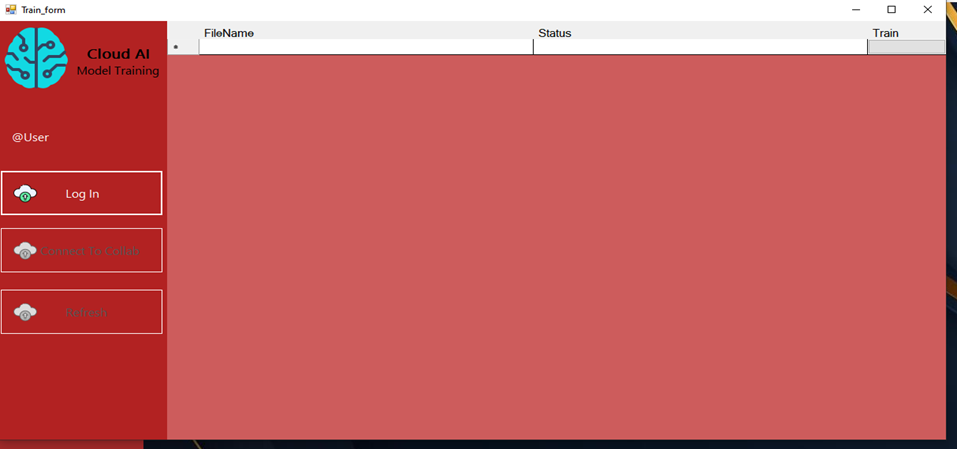 Train_form
Cloud AI
Model Training
@User
Log In
Connect To Collab
Refresh
FileName Status Train